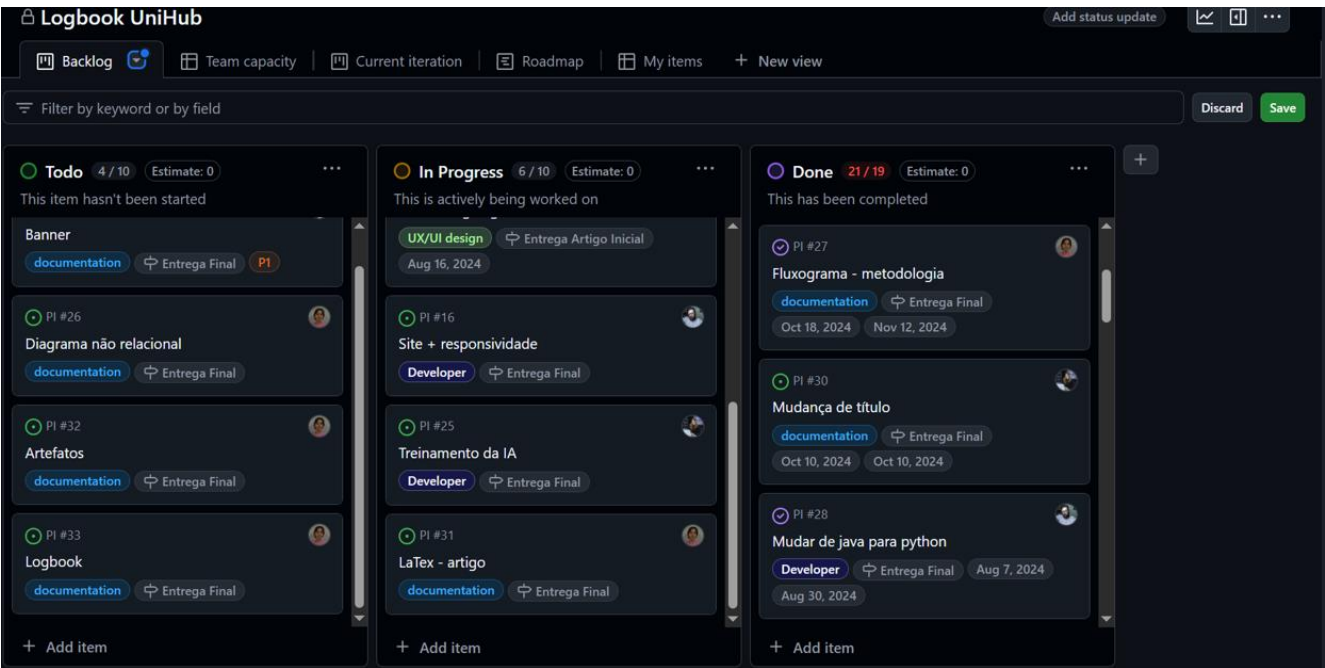 Logbook UniHub
Add status update
Backlog
Team capacity
Current iteration
Roadmap
My items
New view
Filter by keyword or by field
Discard
Save
Todo 4 / 10 Estimate: 0
This item hasn't been started
Banner
documentation Entrega Final P1
PI #26
Diagrama não relacional
documentation Entrega Final
PI #32
Artefatos
documentation Entrega Final
PI #33
Logbook
documentation Entrega Final
+ Add item
In Progress 6 / 10 Estimate: 0
This is actively being worked on
UX/UI design Entrega Artigo Inicial
Aug 16, 2024
PI #16
Site + responsividade
Developer Entrega Final
PI #25
Treinamento da IA
Developer Entrega Final
PI #31
LaTex - artigo
documentation Entrega Final
+ Add item
Done 21 / 19 Estimate: 0
This has been completed
PI #27
Fluxograma - metodologia
documentation Entrega Final
Oct 18, 2024 Nov 12, 2024
PI #30
Mudança de título
documentation Entrega Final
Oct 10, 2024 Oct 10, 2024
PI #28
Mudar de java para python
Developer Entrega Final Aug 7, 2024
Aug 30, 2024
+ Add item